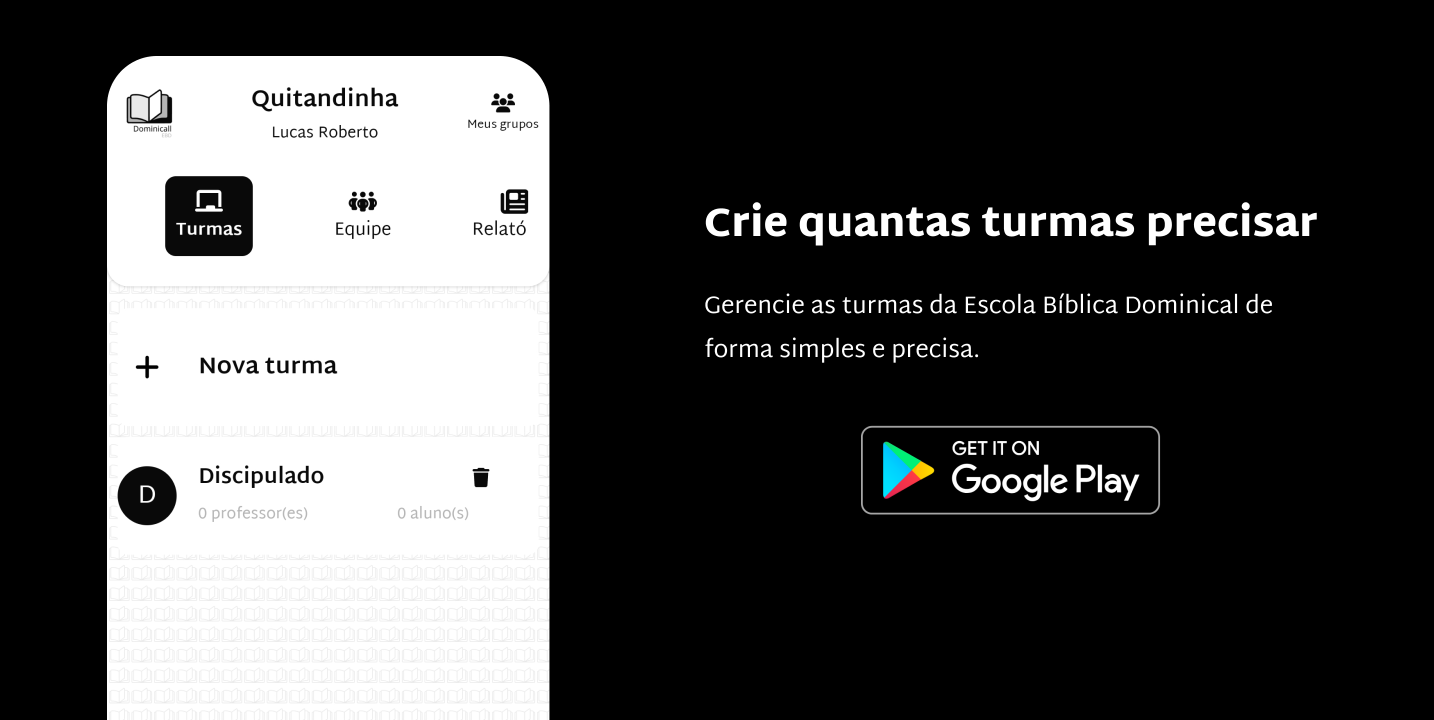 Quitandinha
Lucas Roberto
Dominicall
Meus grupos
Turmas
Equipe
Relató
Nova turma
D
Discipulado
0 professor(es)
0 aluno(s)
Crie quantas turmas precisar
Gerencie as turmas da Escola Bíblica Dominical de
forma simples e precisa.
GET IT ON
Google Play